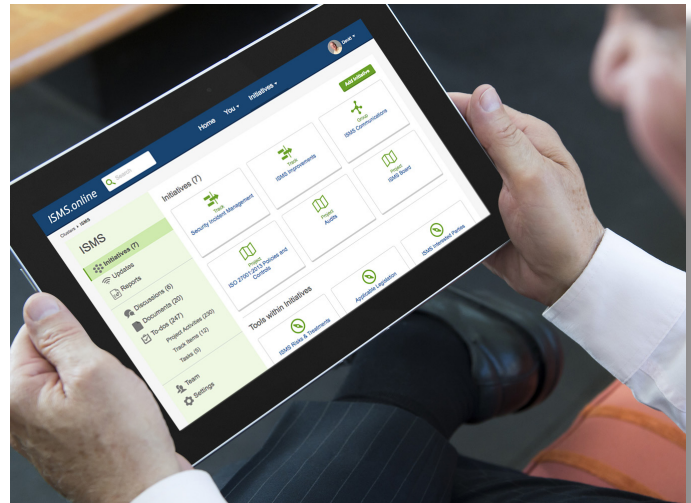 ISMS.online
Search
Home
You
Initiatives
David
Clusters > ISMS
ISMS
Initiatives (7)
Updates
Reports
Discussions (6)
Documents (20)
To-dos (247)
Project Activities (230)
Track Items (12)
Tasks (5)
Team
Settings
Initiatives (7)
Add Initiative
Track
Security Incident Management
Track
ISMS Improvements
Group
ISMS Communications
Project
ISO 27001:2013 Policies and
Controls
Project
Audits
Project
ISMS Board
Tools within Initiatives
ISMS Risks & Treatments
Applicable Legislation
ISMS Interested Parties